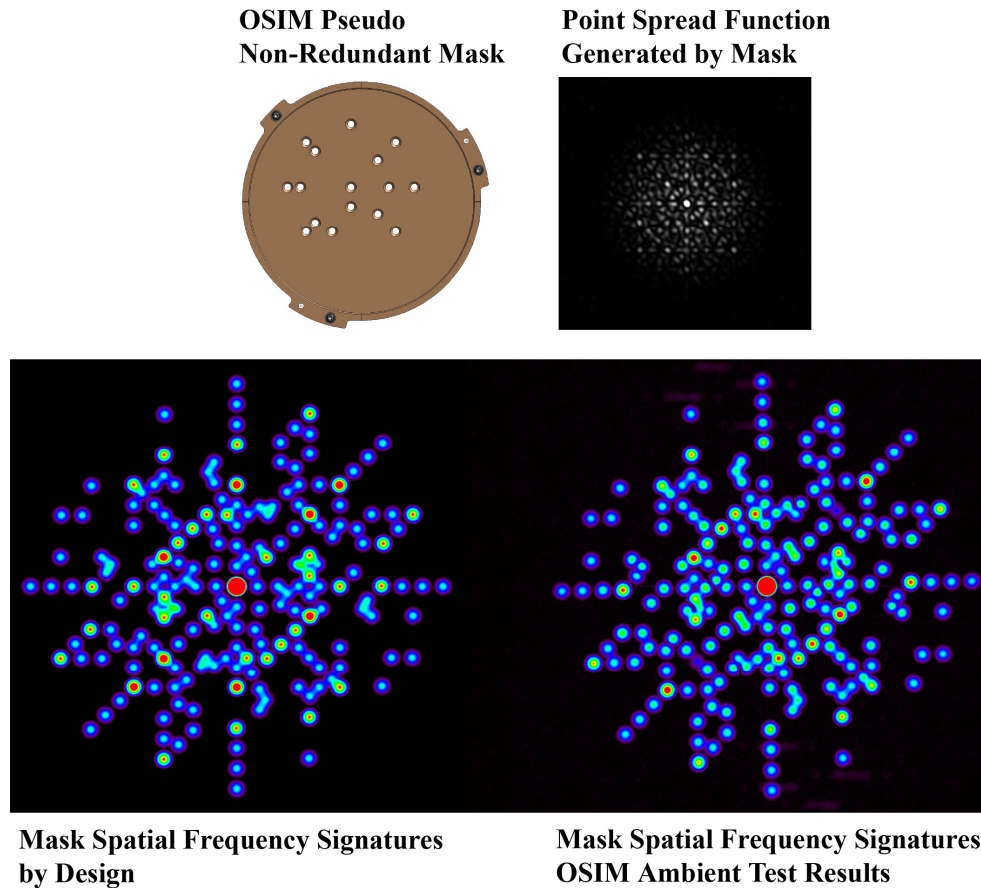 OSIM Pseudo
Non-Redundant Mask
Point Spread Function
Generated by Mask
Mask Spatial Frequency Signatures
by Design
Mask Spatial Frequency Signatures
OSIM Ambient Test Results